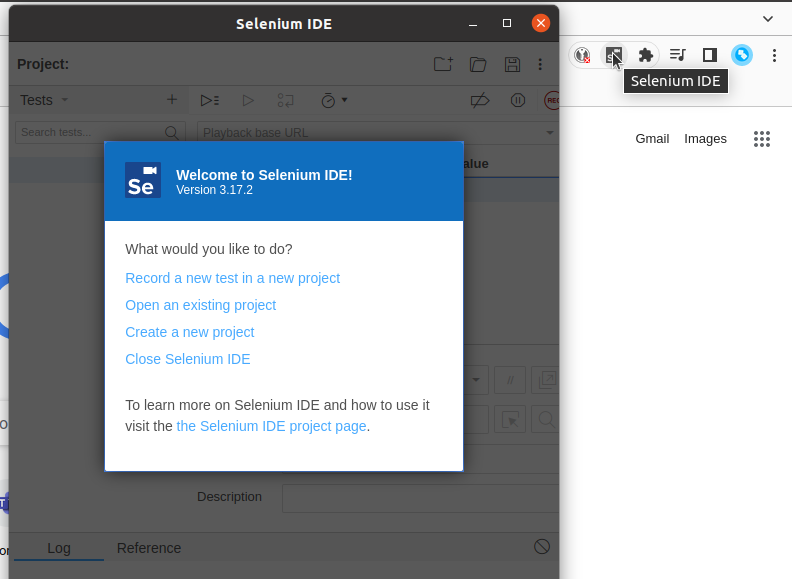 Selenium IDE
Project:
Selenium IDE
Tests
REC
Search tests...
Playback base URL
Gmail Images
alue
Se
Welcome to Selenium IDE!
Version 3.17.2
What would you like to do?
Record a new test in a new project
Open an existing project
Create a new project
Close Selenium IDE
//
To learn more on Selenium IDE and how to use it
visit the the Selenium IDE project page.
Description
Log Reference